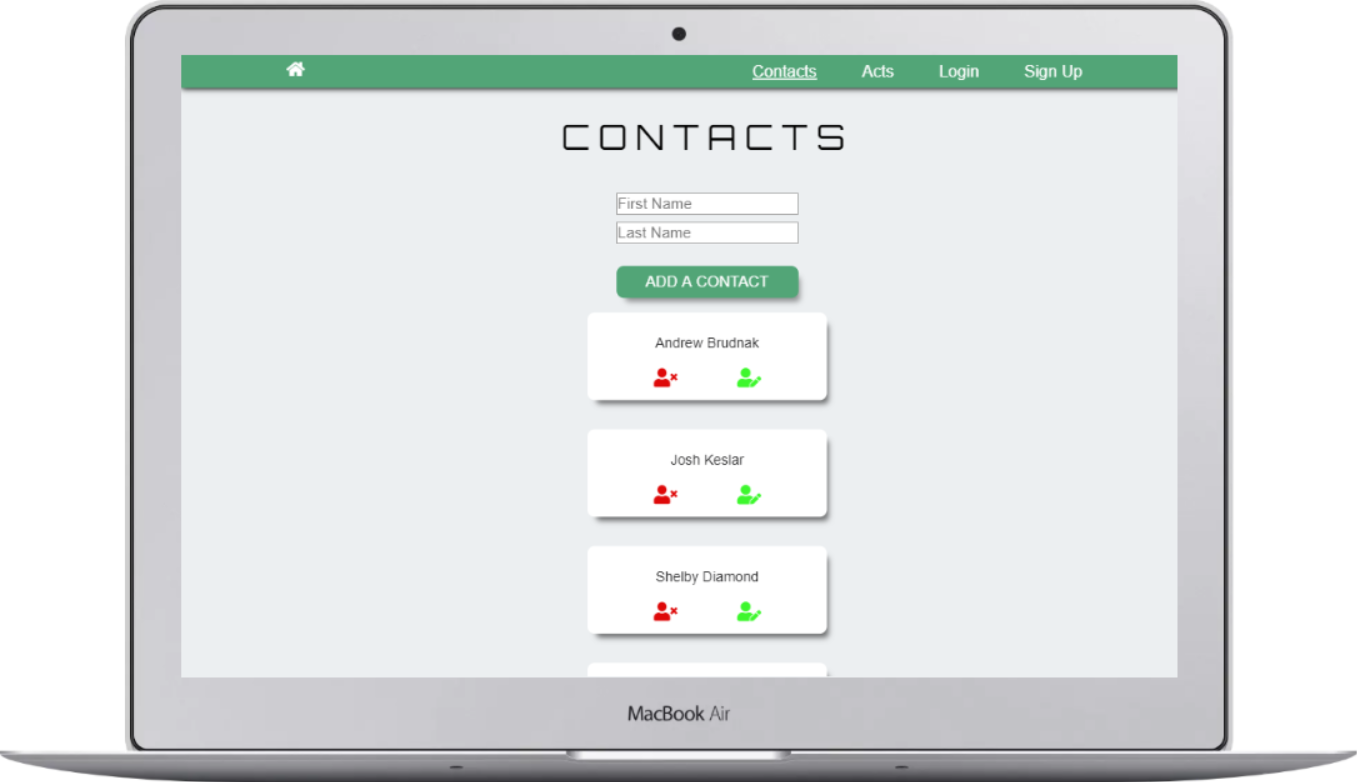 Contacts Acts Login Sign Up
CONTACTS
First Name
Last Name
ADD A CONTACT
Andrew Brudnak
Josh Keslar
Shelby Diamond
MacBook Air